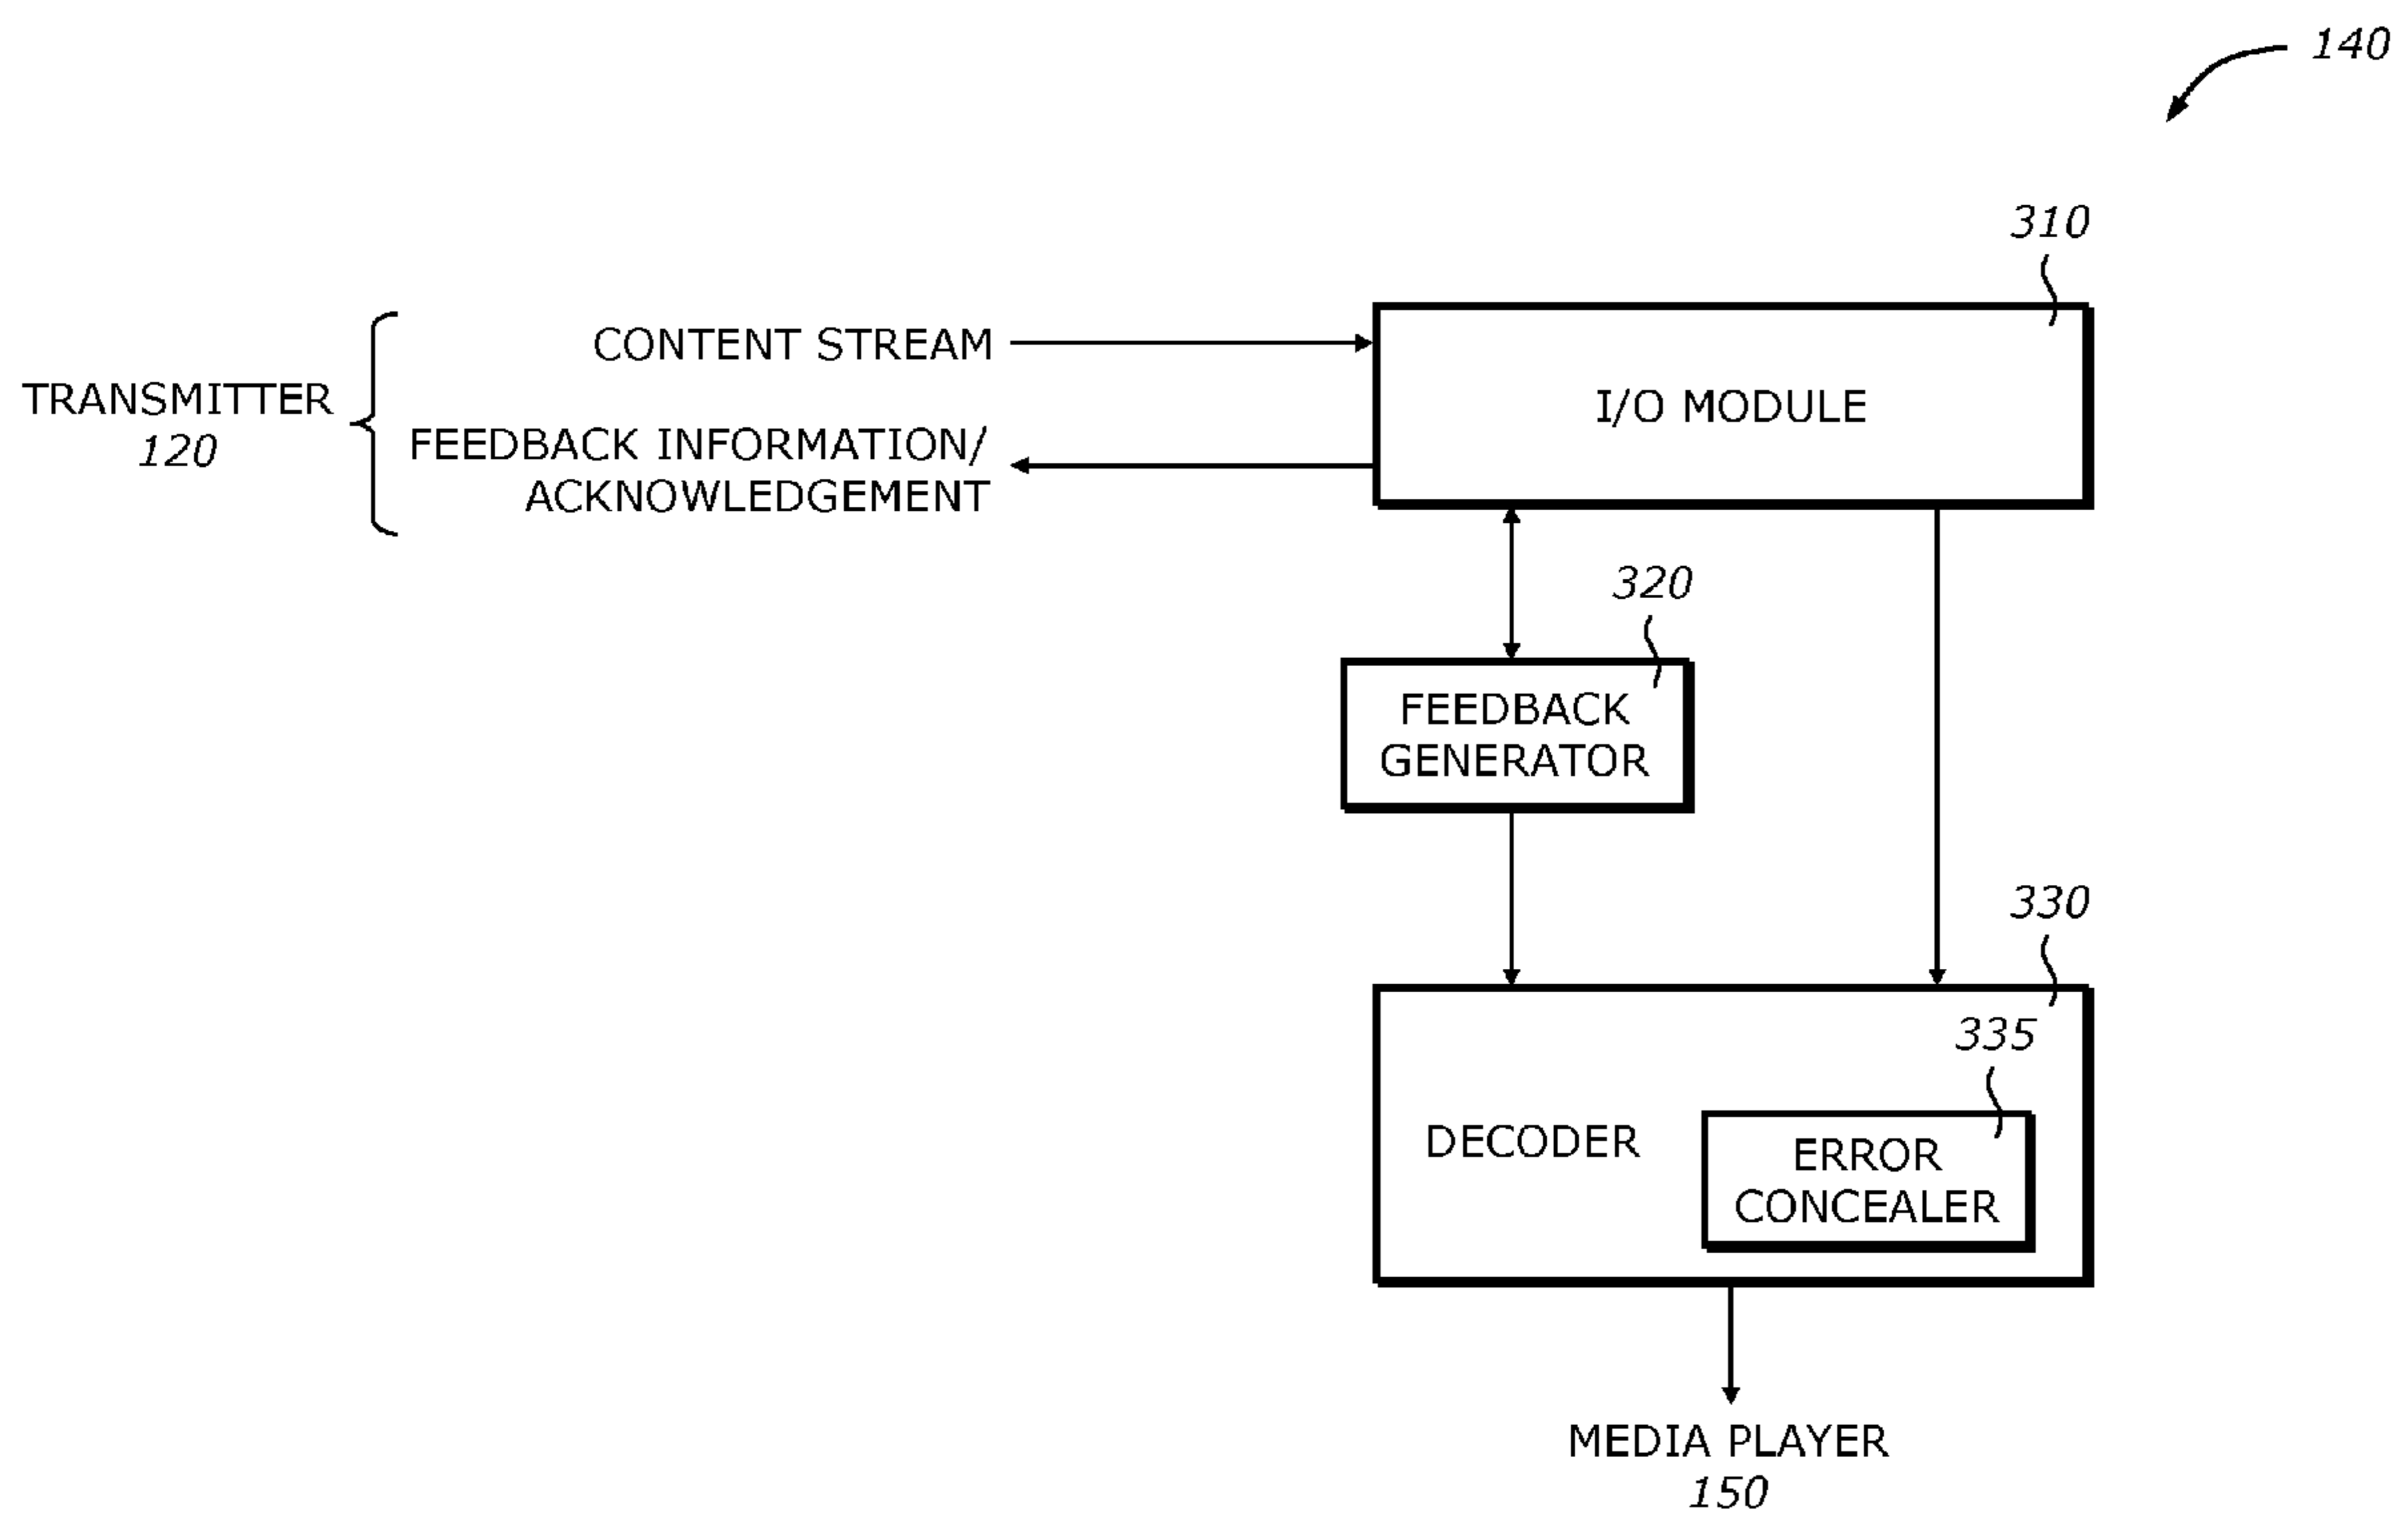 140
310
CONTENT STREAM
I/O MODULE
TRANSMITTER
120
FEEDBACK INFORMATION/
ACKNOWLEDGEMENT
320
FEEDBACK
GENERATOR
330
335
DECODER
ERROR
CONCEALER
MEDIA PLAYER
150